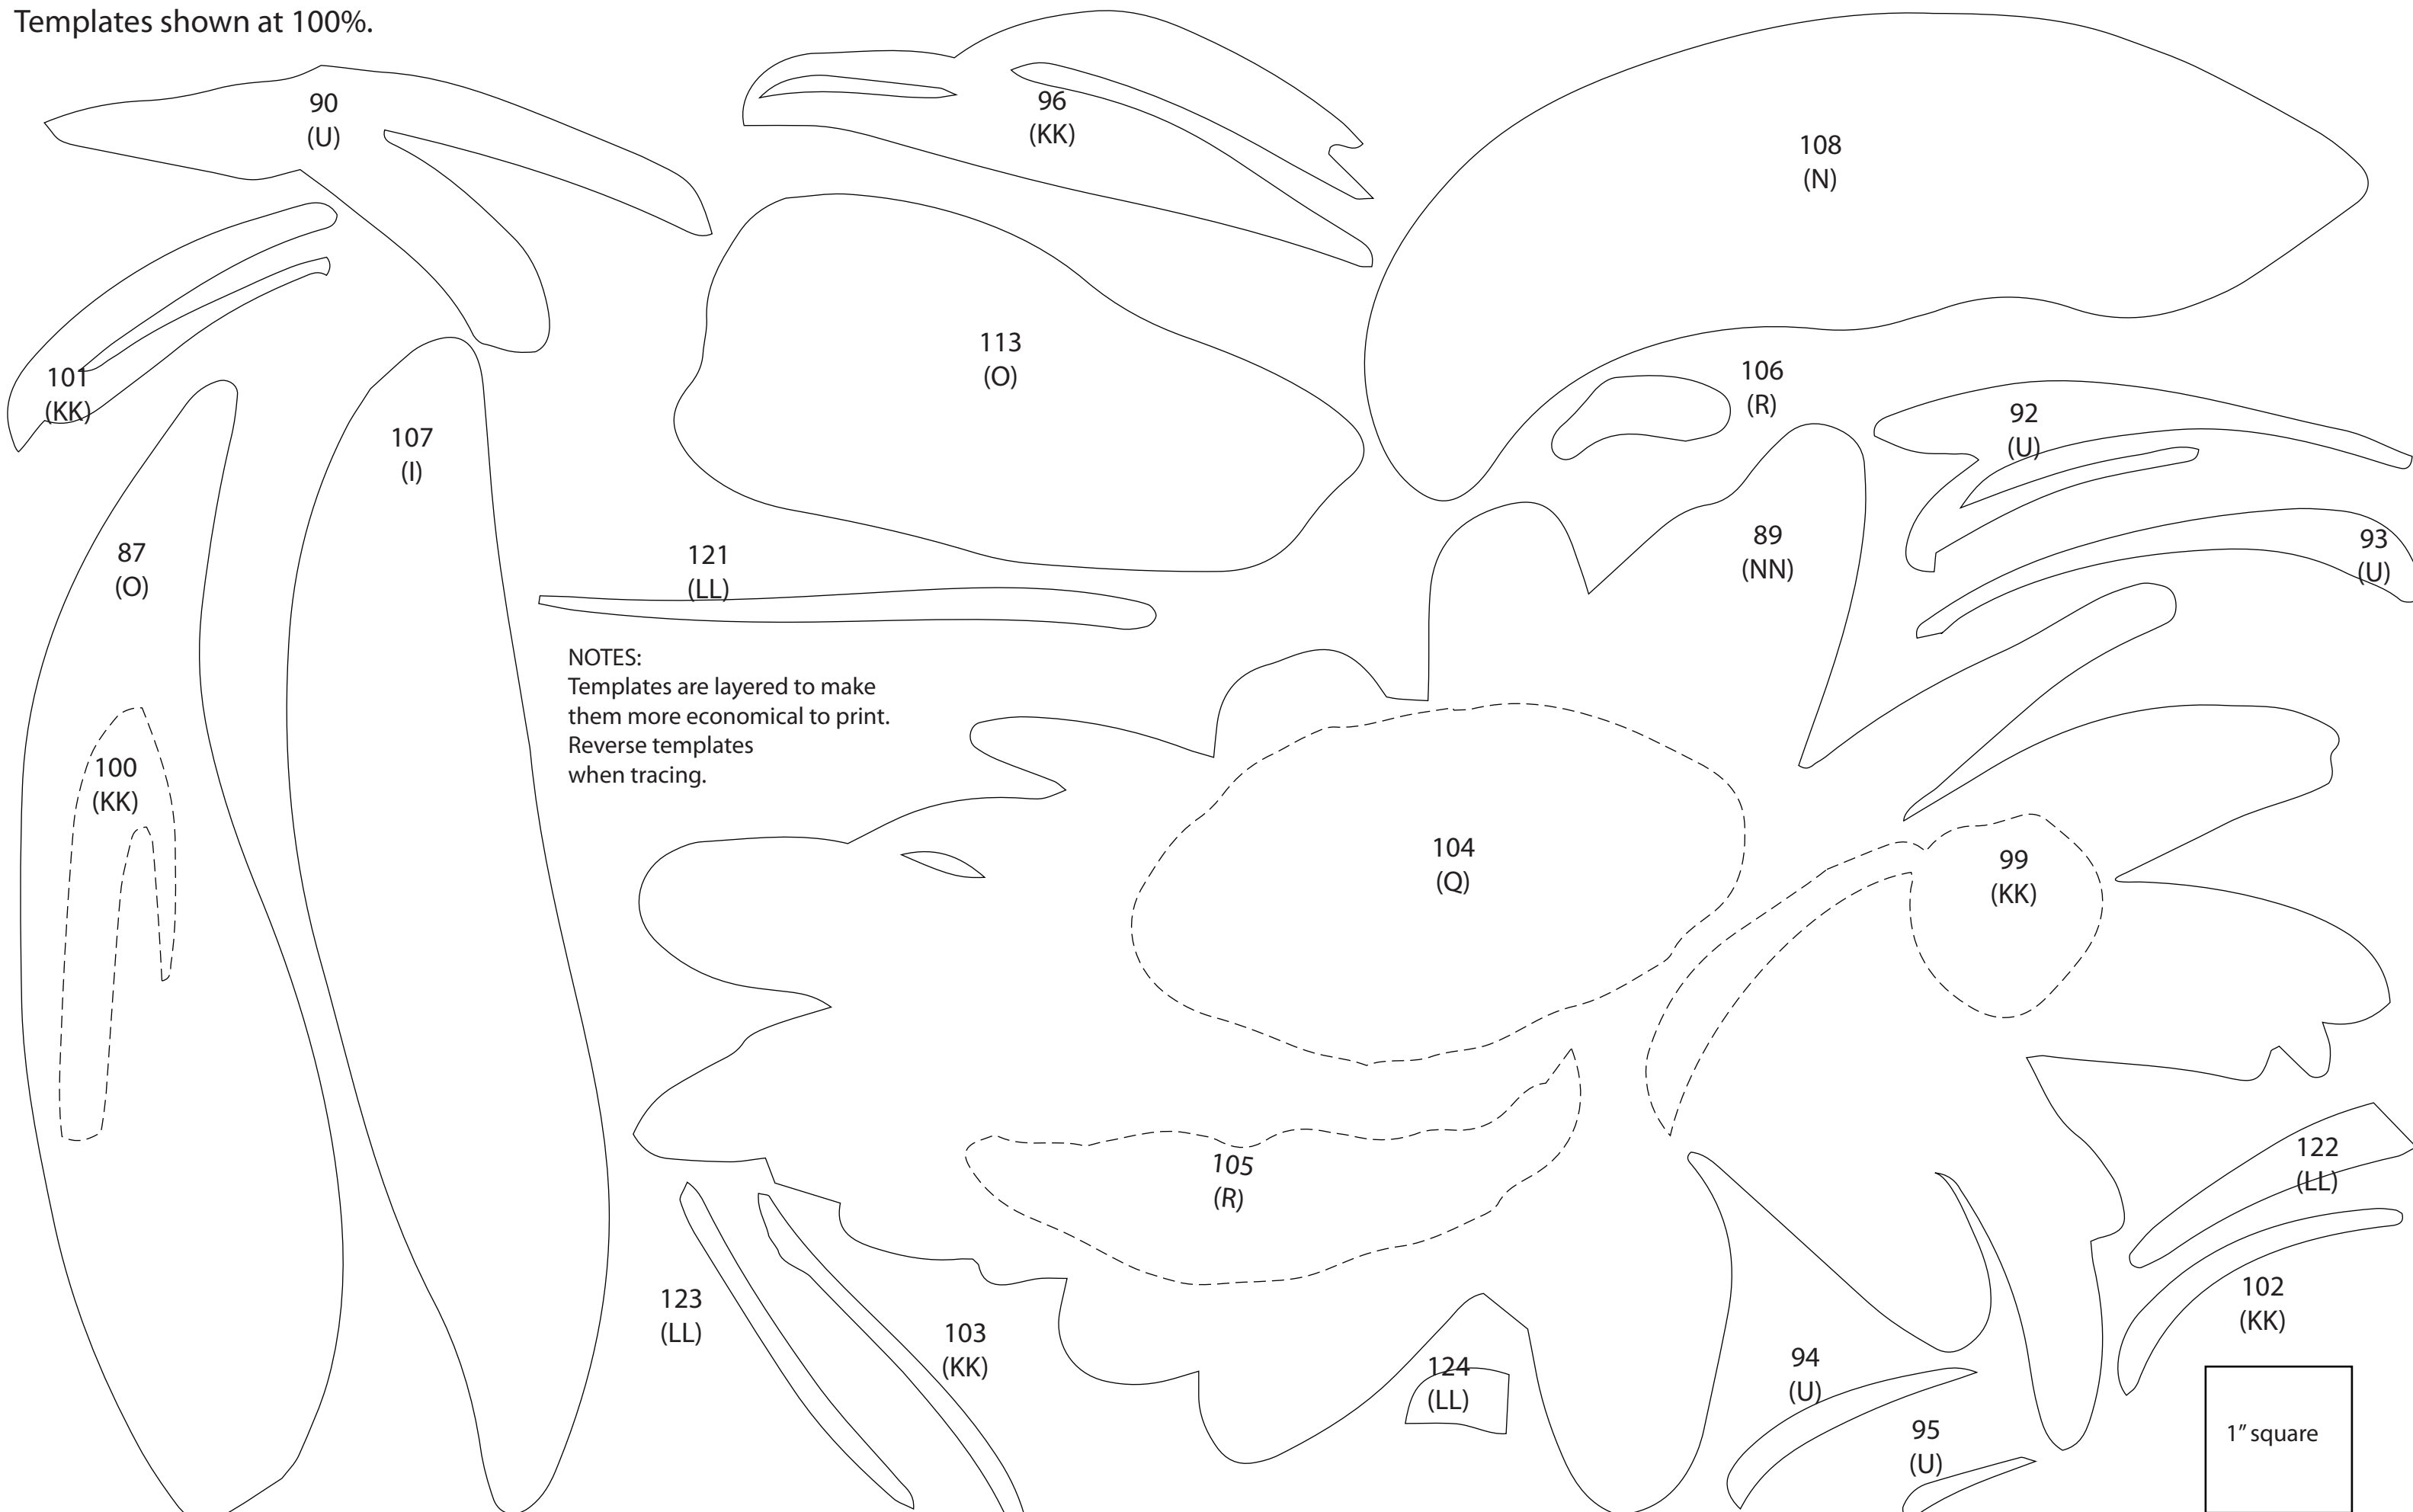 Templates shown at 100%.
90
(U)
96
(KK)
108
(N)
101
(KK)
113
(O)
106
(R)
92
(U)
107
(I)
87
(O)
121
(LL)
89
(NN)
93
(U)
NOTES:
Templates are layered to make
them more economical to print.
Reverse templates
when tracing.
100
(KK)
104
(Q)
99
(KK)
105
(R)
122
(LL)
123
(LL)
103
(KK)
102
(KK)
124
(LL)
94
(U)
95
(U)
1” square